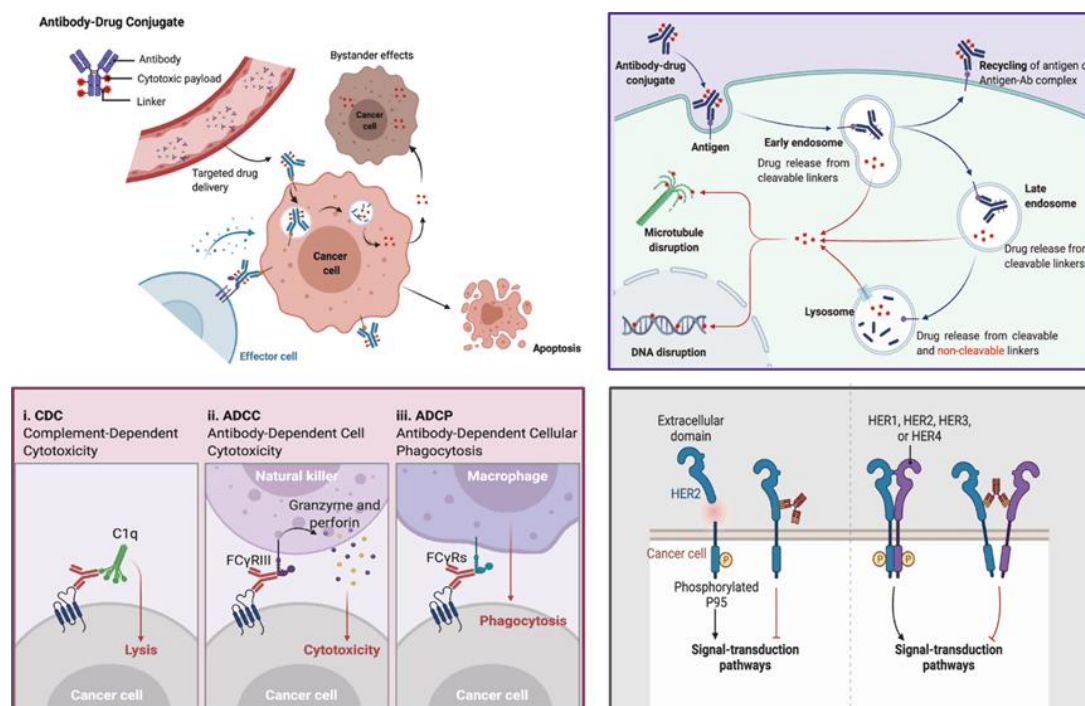 Antibody-Drug Conjugate
Antibody
Cytotoxic payload
Linker
Bystander effects
Cancer
cell
Targeted drug
delivery
Cancer
cell
Effector cell
Apoptosis
Antibody-drug
conjugate
Antigen
Recycling of antigen o
Antigen-Ab complex
Early endosome
Drug release from
cleavable linkers
Late
endosome
Microtubule
disruption
Drug release from
cleavable linkers
Lysosome
DNA disruption
Drug release from cleavable
and non-cleavable linkers
i. CDC
Complement-Dependent
Cytotoxicity
C1q
Lysis
Cancer cell
ii. ADCC
Antibody-Dependent Cell
Cytotoxicity
Natural killer
Granzyme and
perforin
FCγRIII
Cytotoxicity
Cancer cell
iii. ADCP
Antibody-Dependent Cellular
Phagocytosis
Macrophage
FCγRs
Phagocytosis
Cancer cell
Extracellular
domain
HER2
Cancer cell
P
Phosphorylated
P95
Signal-transduction
pathways
HER1, HER2, HER3,
or HER4
P
P
Signal-transduction
pathways